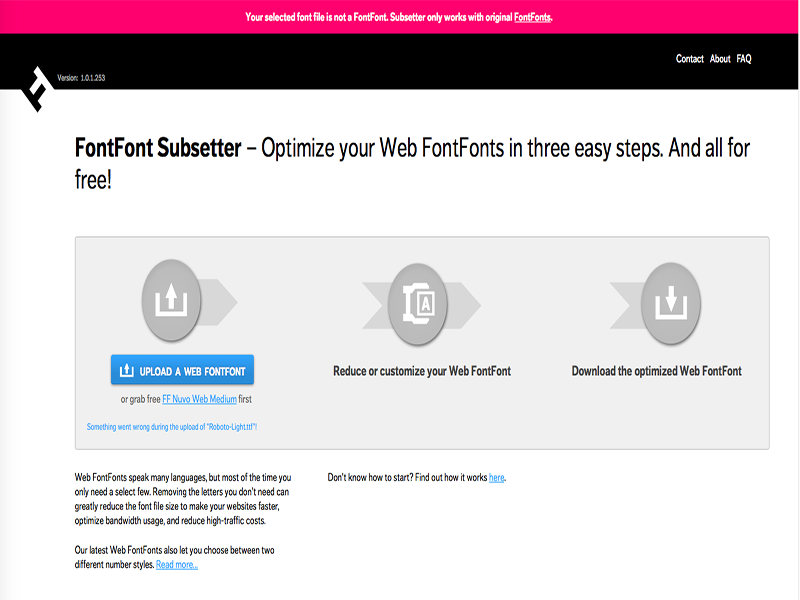 Your selected font file is not a FontFont. Subsetter only works with original FontFonts.
Contact About FAQ
Version: 1.0.1.253
FontFont Subsetter – Optimize your Web FontFonts in three easy steps. And all for
free!
A
UPLOAD A WEB FONTFONT
or grab free FF Nuvo Web Medium first
Something went wrong during the upload of "Roboto-Light.ttf"!
Reduce or customize your Web FontFont
Download the optimized Web FontFont
Web FontFonts speak many languages, but most of the time you
only need a select few. Removing the letters you don't need can
greatly reduce the font file size to make your websites faster,
optimize bandwidth usage, and reduce high-traffic costs.
Our latest Web FontFonts also let you choose between two
different number styles. Read more...
Don't know how to start? Find out how it works here.